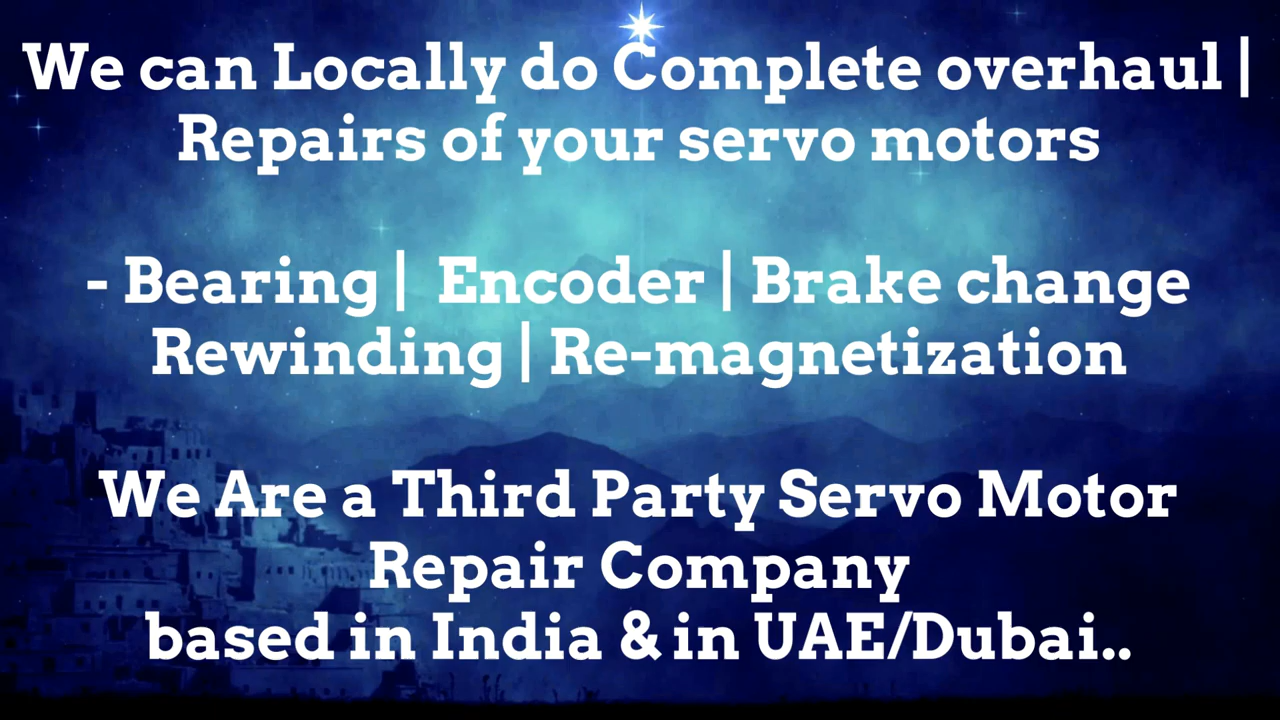 We can Locally do Complete overhaul |
Repairs of your servo motors
- Bearing |  Encoder | Brake change
Rewinding | Re-magnetization
We Are a Third Party Servo Motor
Repair Company
based in India & in UAE/Dubai..